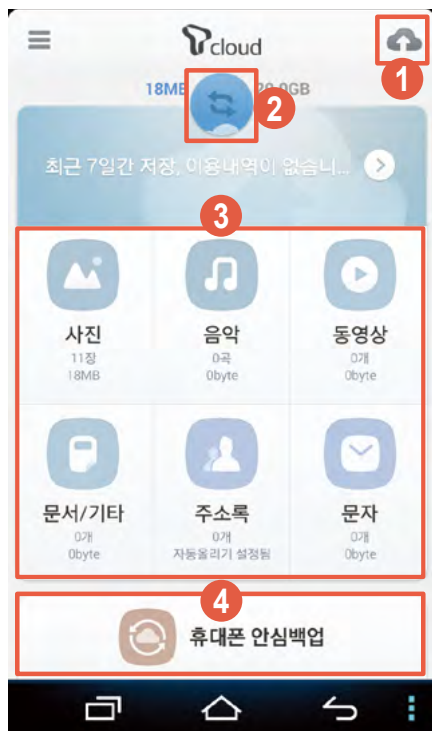 Tcloud
1
18MB
20.0GB
2
최근 7일간 저장, 이용내역이 없습니...
3
사진 음악 동영상
11장 0곡 0개
18MB 0byte 0byte
문서/기타 주소록 문자
0개 0개 0개
0byte 자동올리기 설정됨 0byte
4
휴대폰 안심백업